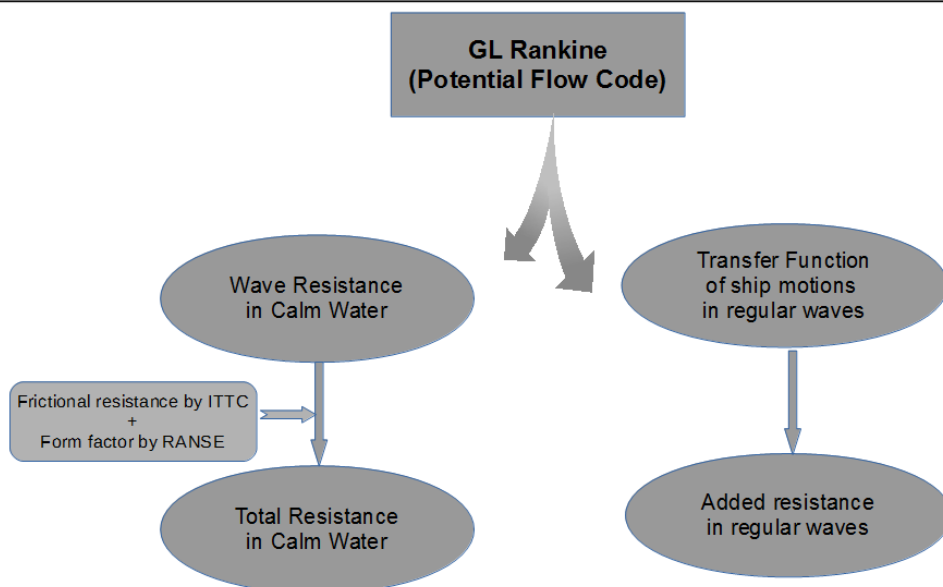 GL Rankine
(Potential Flow Code)
Wave Resistance
in Calm Water
Transfer Function
of ship motions
in regular waves
Frictional resistance by ITTC
+
Form factor by RANSE
Total Resistance
in Calm Water
Added resistance
in regular waves